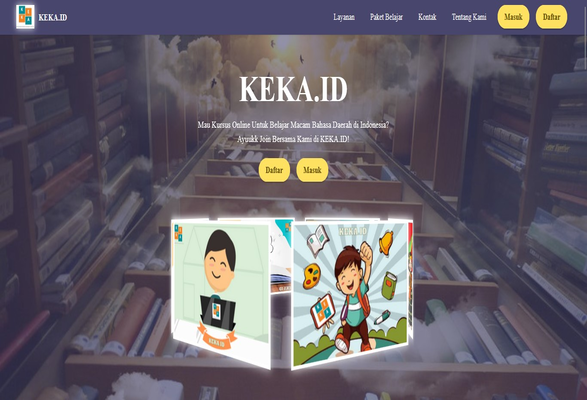 KEKA.ID
Layanan
Paket Belajar
Kontak
Tentang Kami
Masuk
Daftar
KEKA.ID
Mau Kursus Online Untuk Belajar Macam Bahasa Daerah di Indonesia?
Ayuukk Join Bersama Kami di KEKA.ID!
Daftar
Masuk
KEKA.ID
KEKA.ID